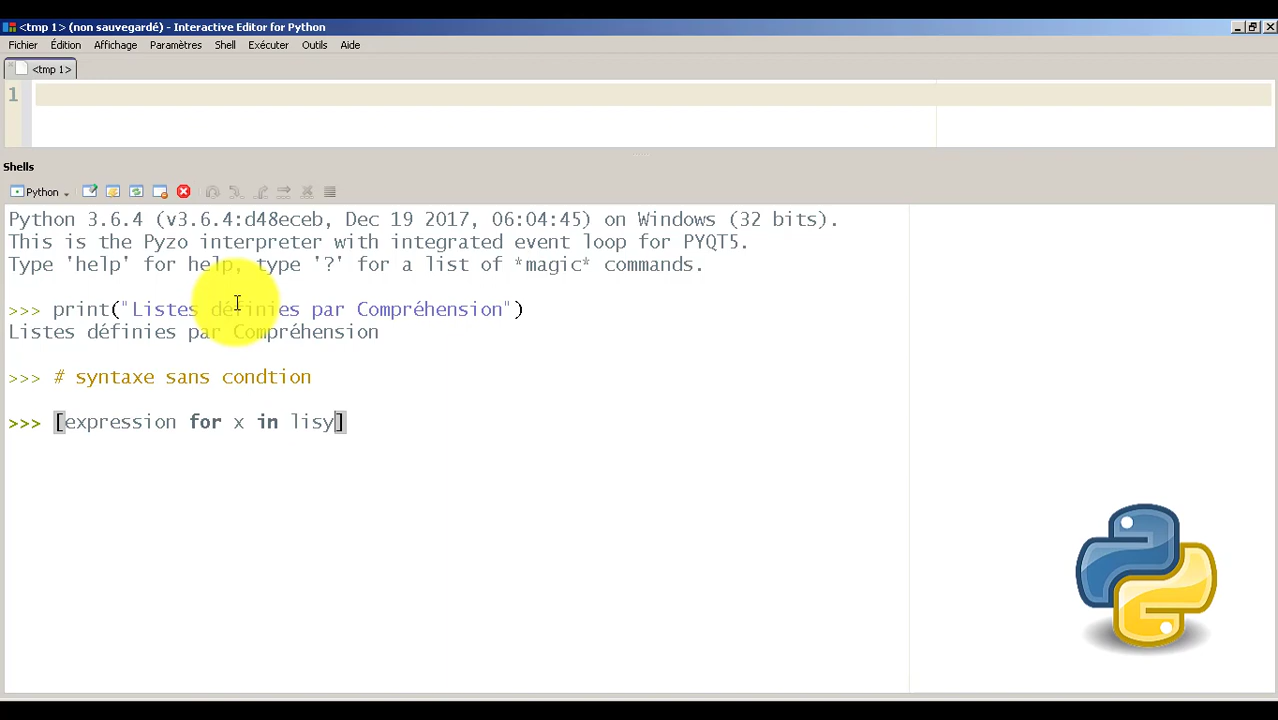 <tmp 1> (non sauvegardé) - Interactive Editor for Python
Fichier Édition Affichage Paramètres Shell Exécuter Outils Aide
<tmp 1>
1
Shells
Python
Python 3.6.4 (v3.6.4:d48eceb, Dec 19 2017, 06:04:45) on Windows (32 bits).
This is the Pyzo interpreter with integrated event loop for PYQT5.
Type 'help' for help, type '?' for a list of *magic* commands.
>>> print("Listes définies par Compréhension")
Listes définies par Compréhension
>>> # syntaxe sans condtion
>>> [expression for x in lisy]